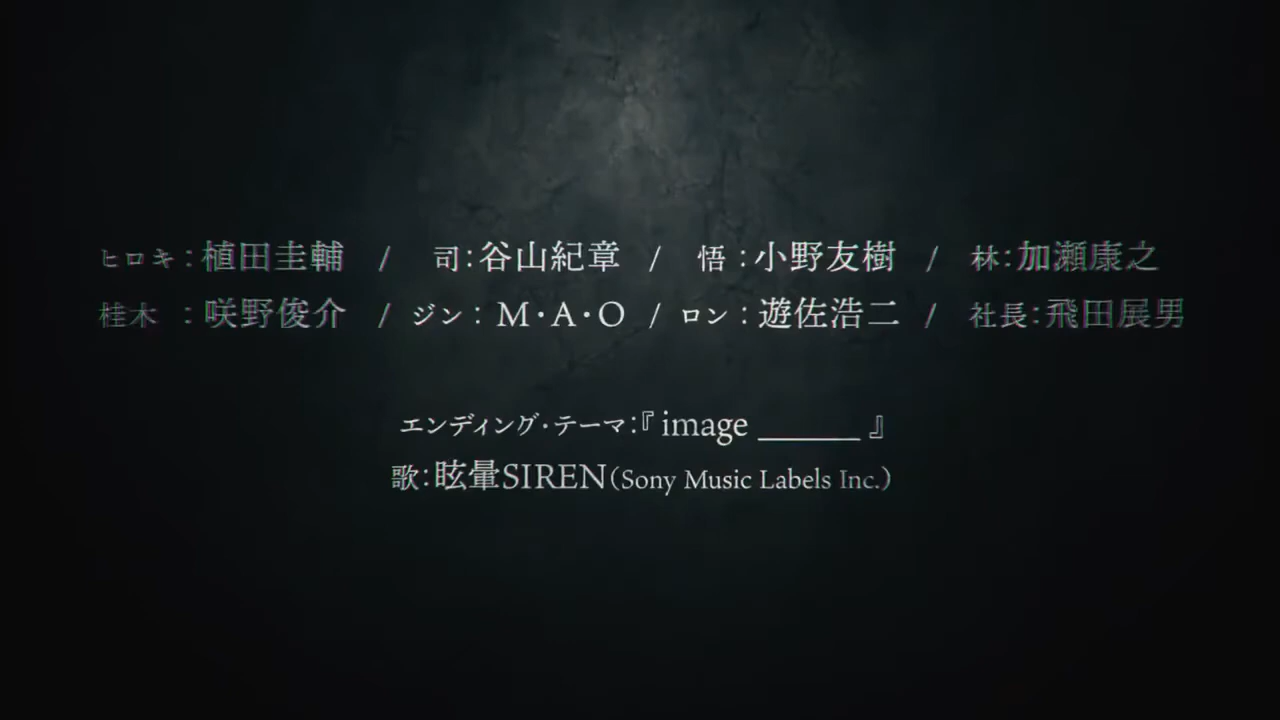 ヒロキ：植田圭輔 / 司：谷山紀章 / 悟：小野友樹 / 林：加瀬康之
桂木：咲野俊介 / ジン：M・A・O / ロン：遊佐浩二 / 社長：飛田展男
エンディング・テーマ：『image _____ 』
歌：眩暈SIREN（Sony Music Labels Inc.）